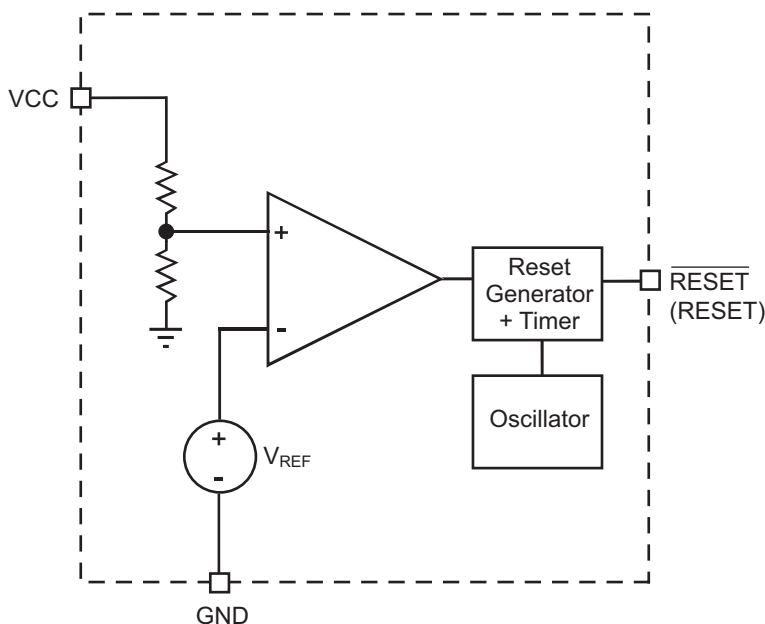 VCC
+
-
Reset
Generator
+ Timer
RESET
(RESET)
Oscillator
+
-
VREF
GND